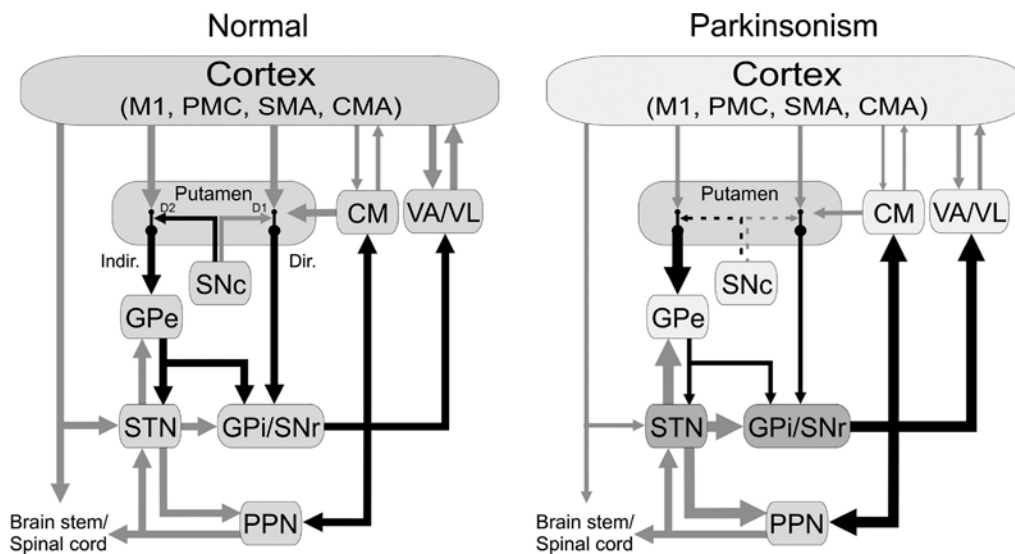 Normal
Cortex
(M1, PMC, SMA, CMA)
Putamen
D2
D1
CM
VA/VL
Indir.
Dir.
SNc
GPe
STN
GPi/SNr
Brain stem/
Spinal cord
PPN
Parkinsonism
Cortex
(M1, PMC, SMA, CMA)
Putamen
CM
VA/VL
SNc
GPe
STN
GPi/SNr
Brain stem/
Spinal cord
PPN